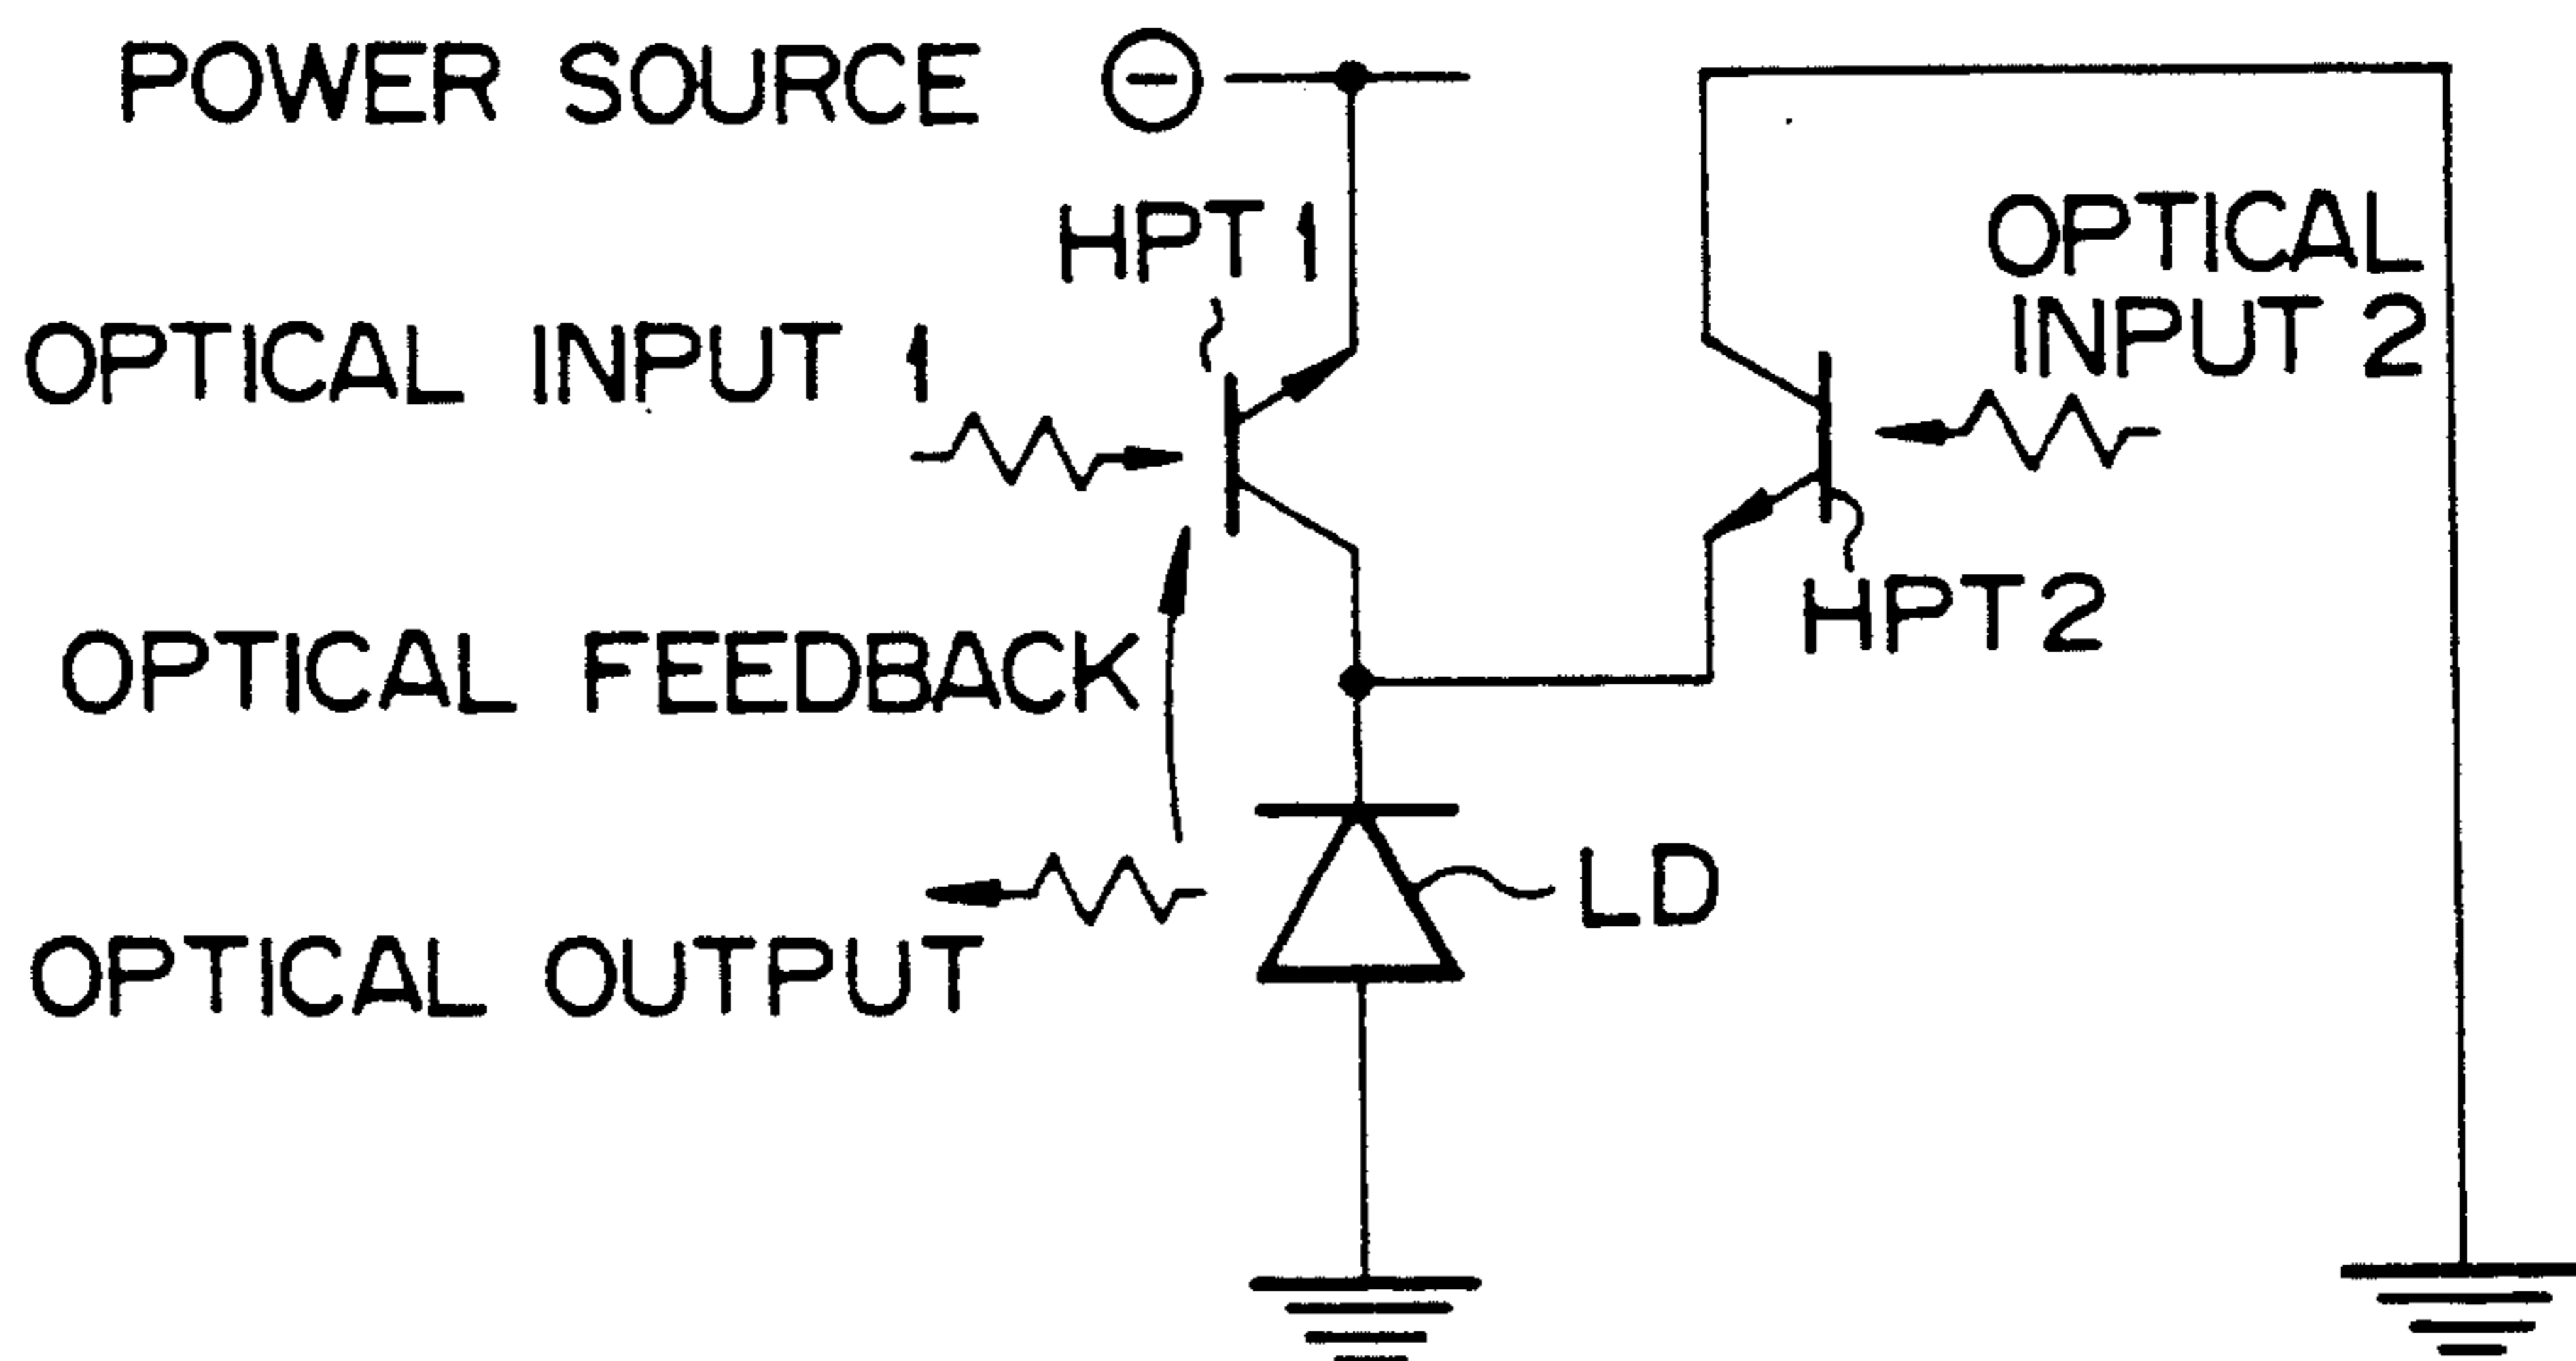 POWER SOURCE ⊖
HPT 1
OPTICAL
INPUT 2
OPTICAL INPUT 1
HPT2
OPTICAL FEEDBACK
LD
OPTICAL OUTPUT